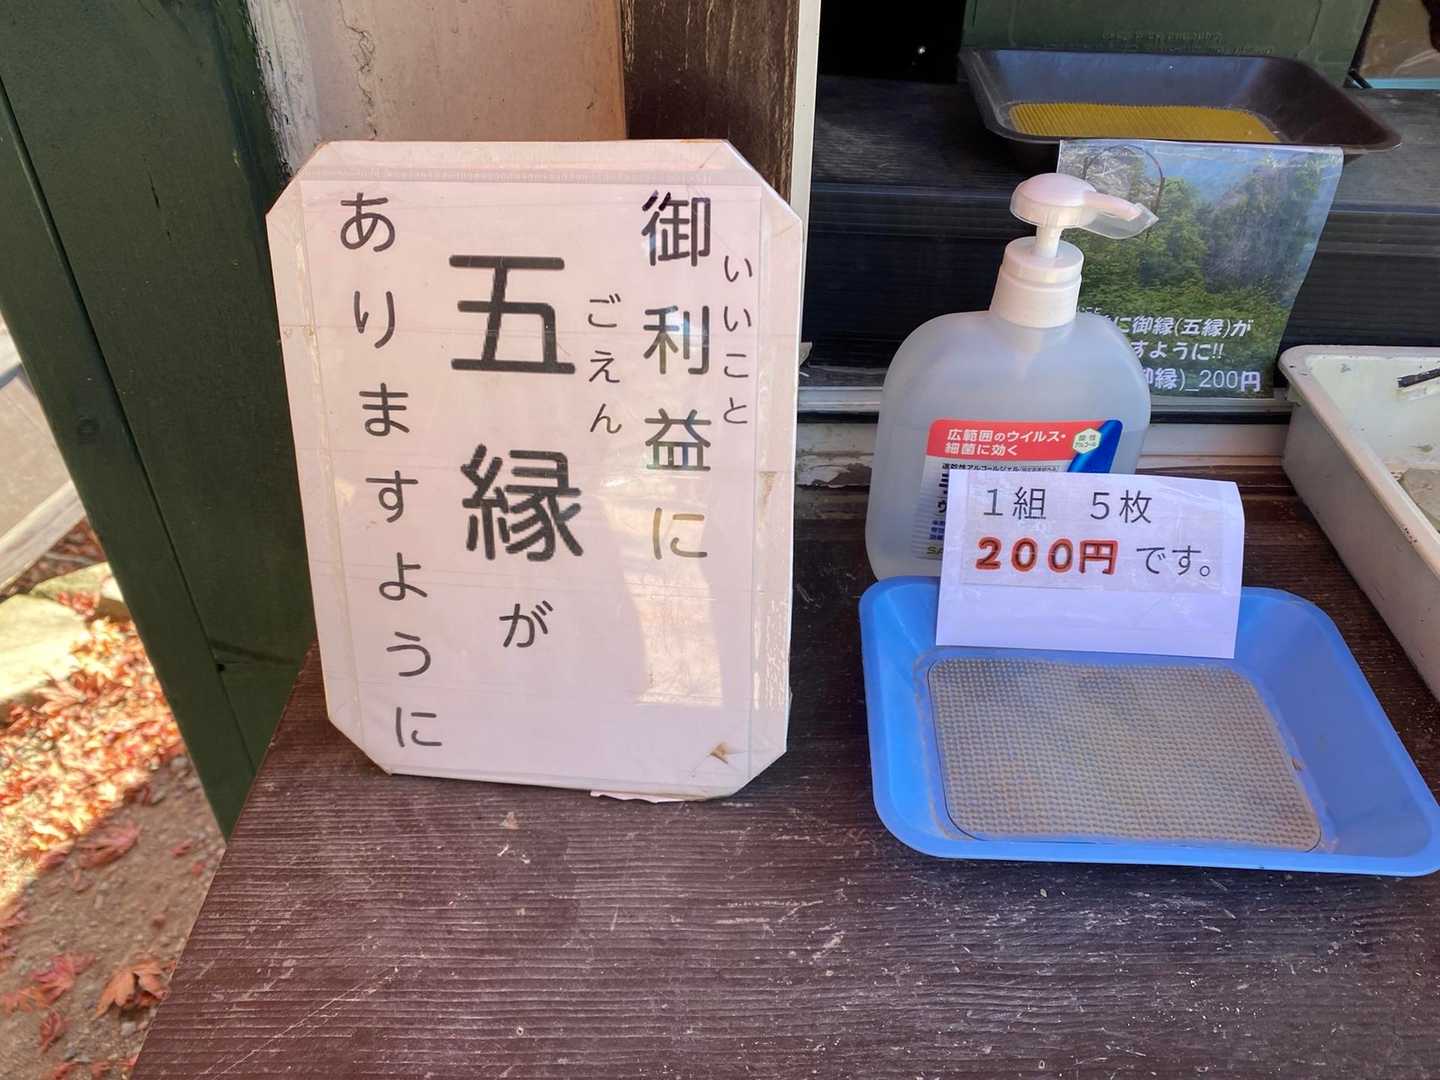 御利益に
いいこと
五縁が
ごえん
ありますように
に御縁(五縁)が
すように!!
御縁)_200円
広範囲のウイルス・
細菌に効く
1組 5枚
200円です。